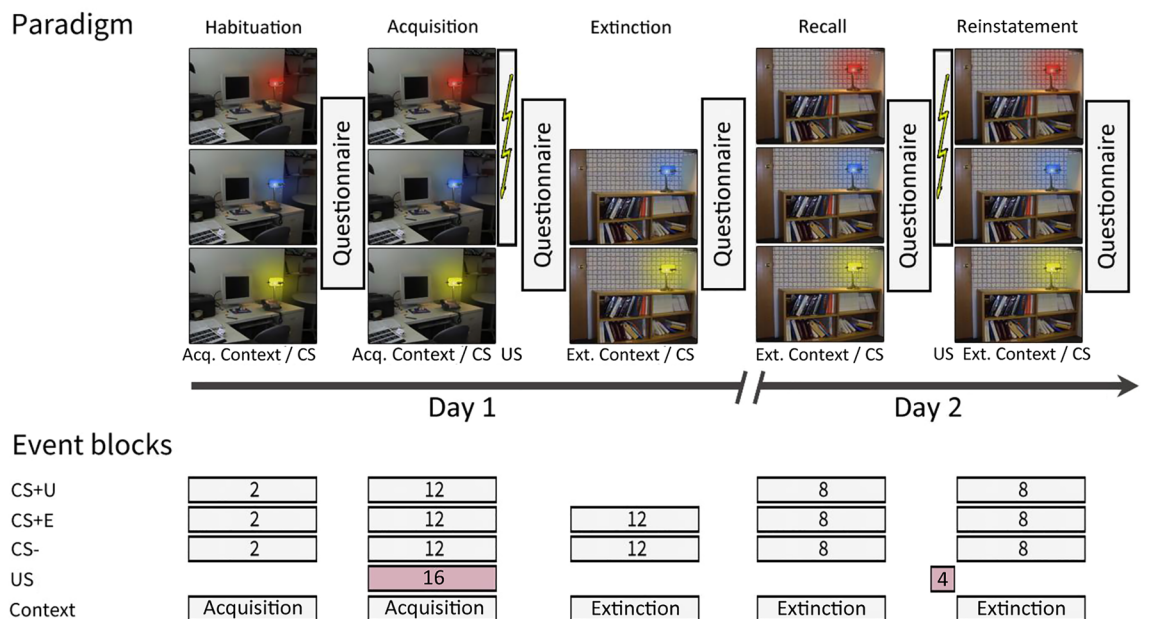 Paradigm
Habituation Acquisition Extinction Recall Reinstatement
Questionnaire Questionnaire Questionnaire Questionnaire Questionnaire
Acq. Context / CS Acq. Context / CS US Ext. Context / CS Ext. Context / CS US Ext. Context / CS
Day 1 Day 2
Event blocks
CS+U 2 12 8 8
CS+E 2 12 12 8 8
CS- 2 12 12 8 8
US 16 4
Context Acquisition Acquisition Extinction Extinction Extinction